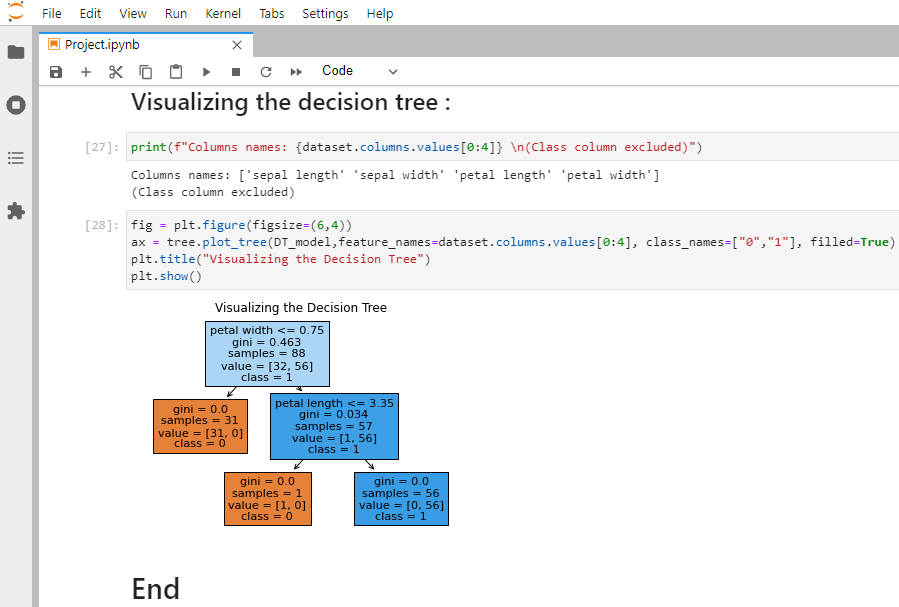 File Edit View Run Kernel Tabs Settings Help
Project.ipynb
Code
Visualizing the decision tree :
[27]: print(f"Columns names: {dataset.columns.values[0:4]} \n(Class column excluded)")
Columns names: ['sepal length' 'sepal width' 'petal length' 'petal width']
(Class column excluded)
[28]: fig = plt.figure(figsize=(6,4))
ax = tree.plot_tree(DT_model,feature_names=dataset.columns.values[0:4], class_names=["0","1"], filled=True)
plt.title("Visualizing the Decision Tree")
plt.show()
Visualizing the Decision Tree
petal width <= 0.75
gini = 0.463
samples = 88
value = [32, 56]
class = 1
gini = 0.0
samples = 31
value = [31, 0]
class = 0
petal length <= 3.35
gini = 0.034
samples = 57
value = [1, 56]
class = 1
gini = 0.0
samples = 1
value = [1, 0]
class = 0
gini = 0.0
samples = 56
value = [0, 56]
class = 1
End